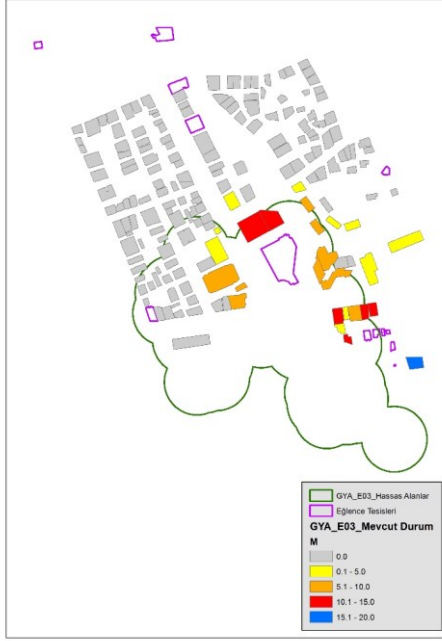 GYA_E03_Hassas Alanlar
Eğlence Tesisleri
GYA_E03_Mevcut Durum
M
0.0
0.1 - 5.0
5.1 - 10.0
10.1 - 15.0
15.1 - 20.0